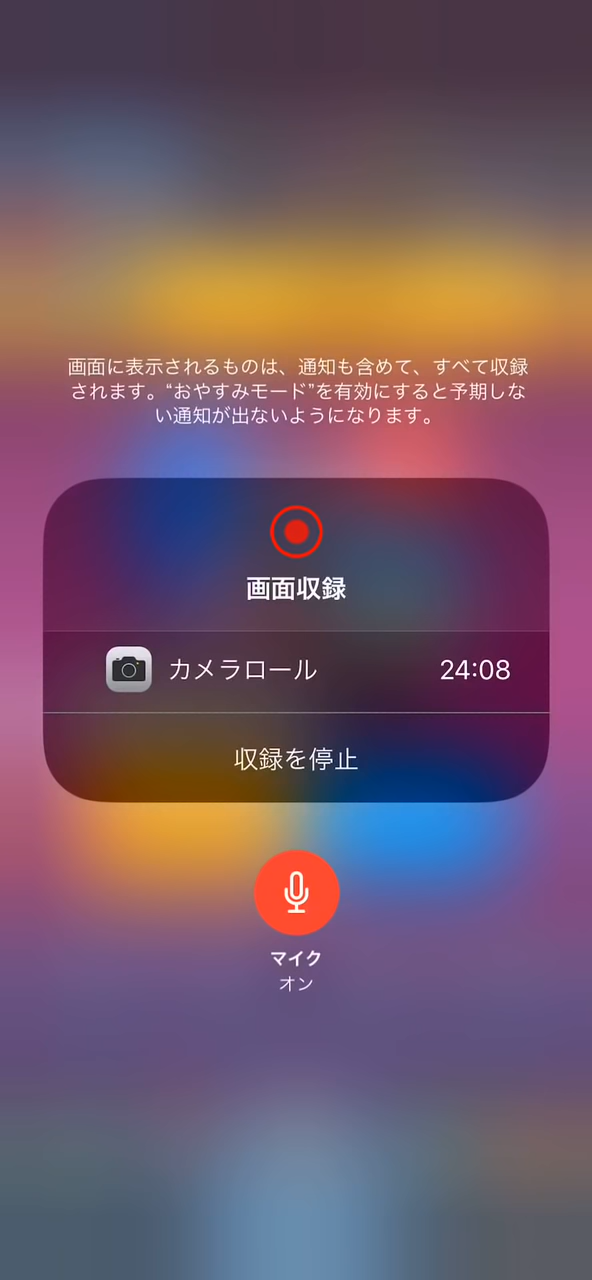 画面に表示されるものは、通知も含めて、すべて収録
されます。“おやすみモード”を有効にすると予期しな
い通知が出ないようになります。
画面収録
カメラロール 24:08
収録を停止
マイク
オン